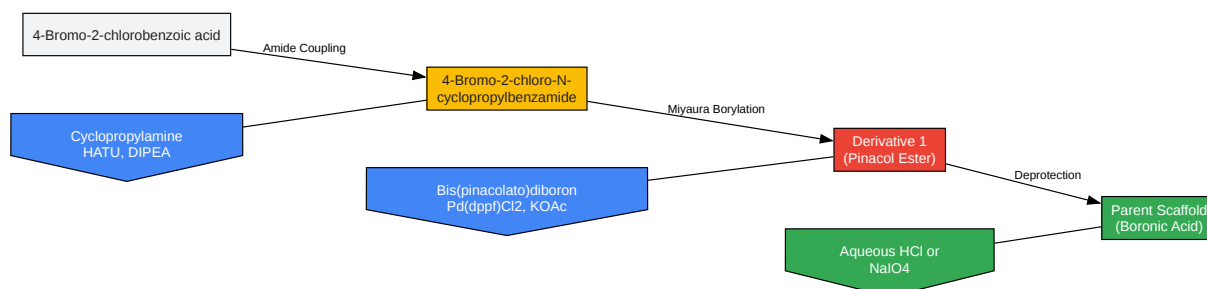 4-Bromo-2-chlorobenzoic acid
Amide Coupling
4-Bromo-2-chloro-N-
cyclopropylbenzamide
Cyclopropylamine
HATU, DIPEA
Miyaura Borylation
Derivative 1
(Pinacol Ester)
Bis(pinacolato)diboron
Pd(dppf)Cl2, KOAc
Deprotection
Parent Scaffold
(Boronic Acid)
Aqueous HCl or
NaIO4